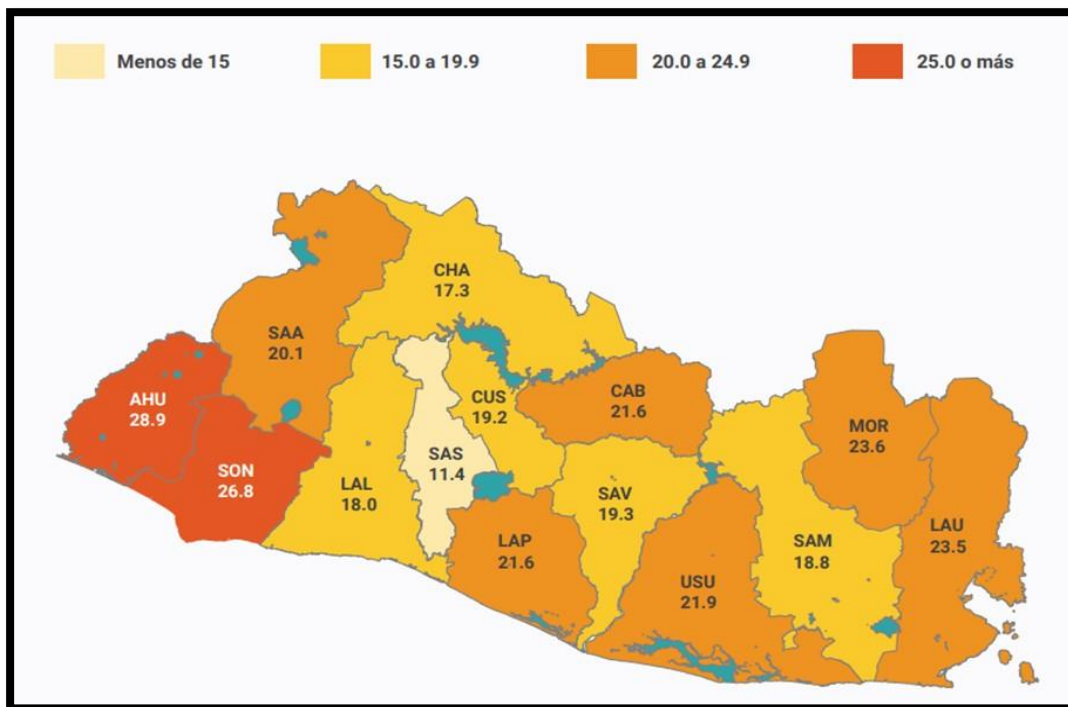 Menos de 15
15.0 a 19.9
20.0 a 24.9
25.0 o más
CHA
17.3
SAA
20.1
AHU
28.9
SON
26.8
LAL
18.0
SAS
11.4
CUS
19.2
CAB
21.6
SAV
19.3
LAP
21.6
USU
21.9
SAM
18.8
MOR
23.6
LAU
23.5